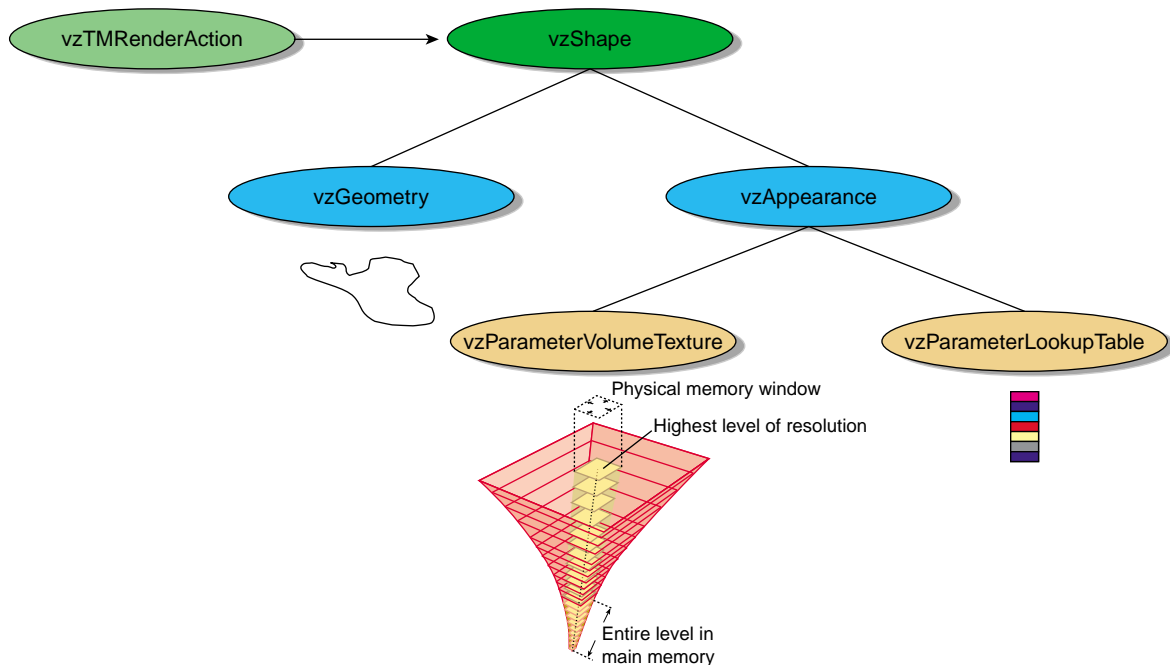 vzTMRenderAction
vzShape
vzGeometry
vzAppearance
vzParameterVolumeTexture
vzParameterLookupTable
Physical memory window
Highest level of resolution
Entire level in
main memory